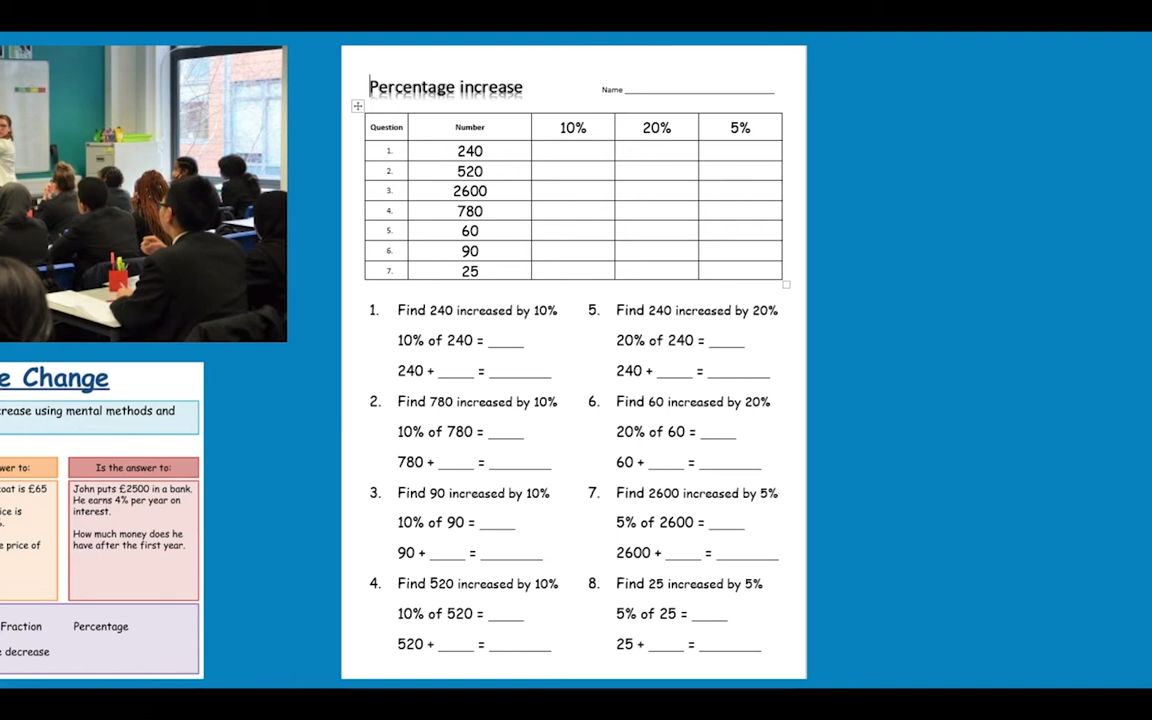 Percentage increase
Name
Question Number 10% 20% 5%
1. 240
2. 520
3. 2600
4. 780
5. 60
6. 90
7. 25
1. Find 240 increased by 10%
10% of 240 = _____
240 + _____ = _________
2. Find 780 increased by 10%
10% of 780 = _____
780 + _____ = _________
3. Find 90 increased by 10%
10% of 90 = _____
90 + _____ = _________
4. Find 520 increased by 10%
10% of 520 = _____
520 + _____ = _________
5. Find 240 increased by 20%
20% of 240 = _____
240 + _____ = _________
6. Find 60 increased by 20%
20% of 60 = _____
60 + _____ = _________
7. Find 2600 increased by 5%
5% of 2600 = _____
2600 + _____ = _________
8. Find 25 increased by 5%
5% of 25 = _____
25 + _____ = _________
e Change
crease using mental methods and
wer to:
oat is £65
ice is
%.
e price of
Is the answer to:
John puts £2500 in a bank.
He earns 4% per year on
interest.
How much money does he
have after the first year.
Fraction Percentage
e decrease